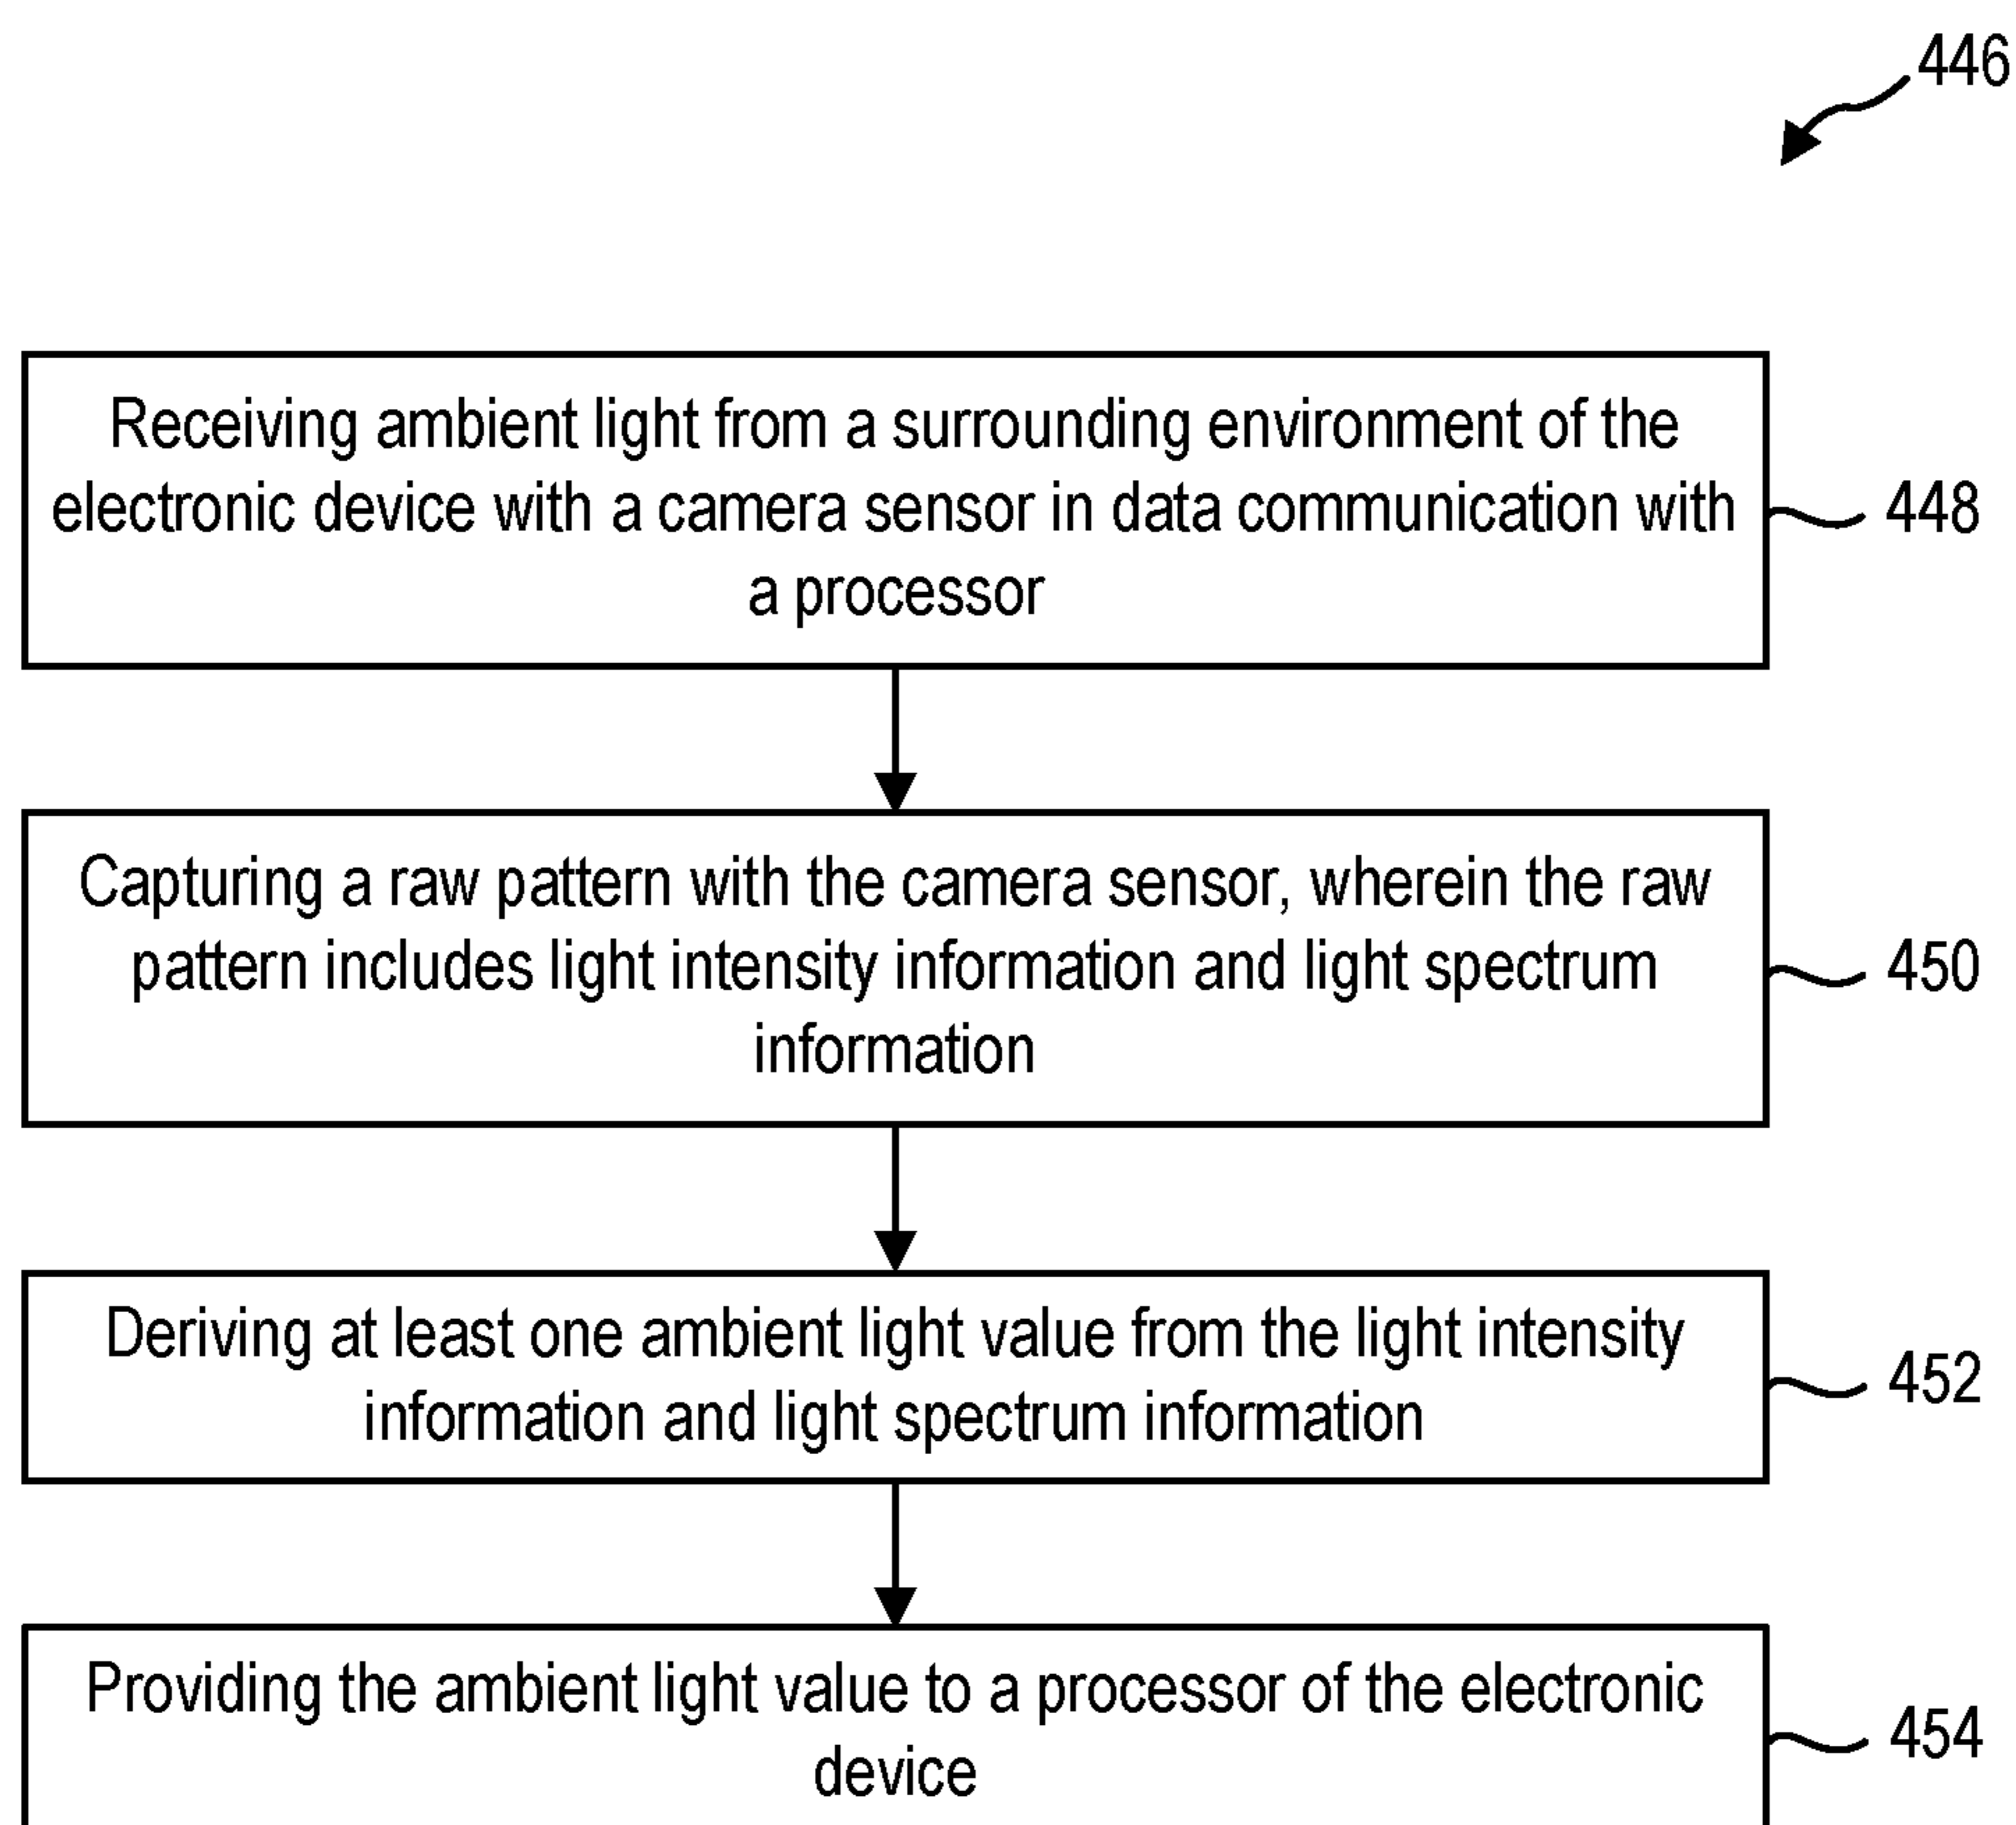 446
Receiving ambient light from a surrounding environment of the
electronic device with a camera sensor in data communication with
a processor
448
Capturing a raw pattern with the camera sensor, wherein the raw
pattern includes light intensity information and light spectrum
information
450
Deriving at least one ambient light value from the light intensity
information and light spectrum information
452
Providing the ambient light value to a processor of the electronic
device
454